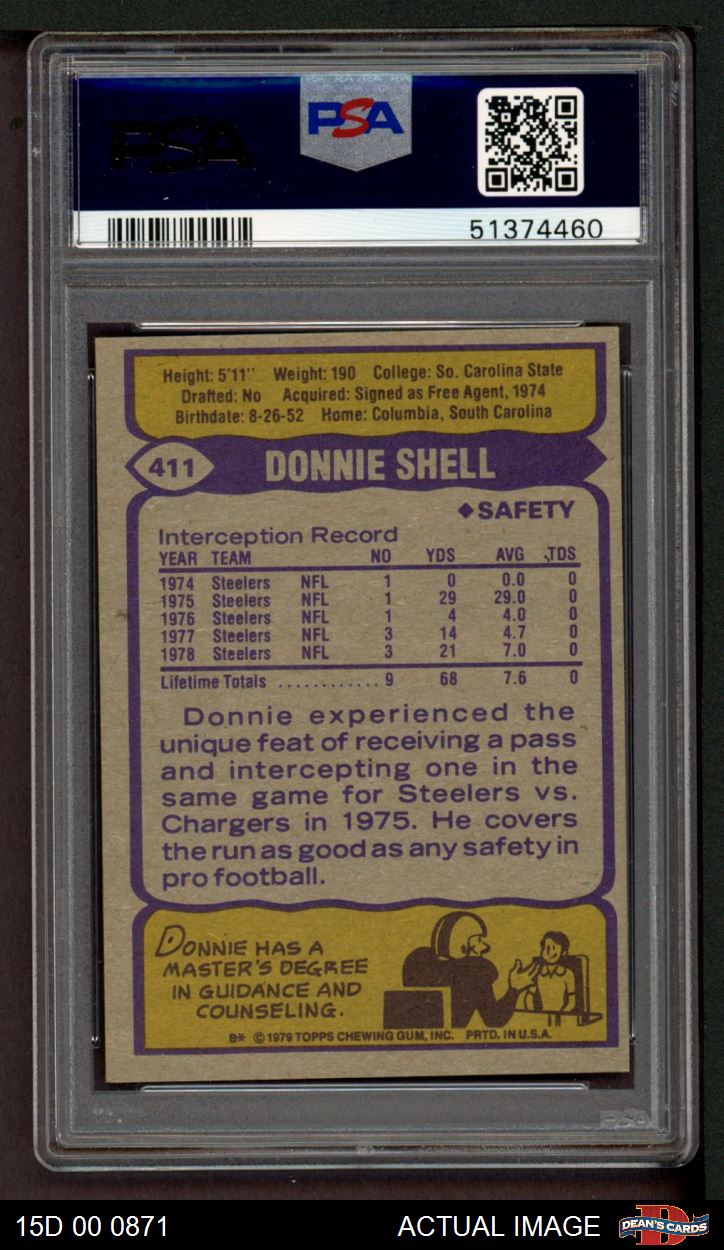 PSA
PSA
51374460
Height: 5'11" Weight: 190 College: So. Carolina State
Drafted: No Acquired: Signed as Free Agent, 1974
Birthdate: 8-26-52 Home: Columbia, South Carolina
411 DONNIE SHELL
◆SAFETY
Interception Record
YEAR TEAM NO YDS AVG TDS
1974 Steelers NFL 1 0 0.0 0
1975 Steelers NFL 1 29 29.0 0
1976 Steelers NFL 1 4 4.0 0
1977 Steelers NFL 3 14 4.7 0
1978 Steelers NFL 3 21 7.0 0
Lifetime Totals ............ 9 68 7.6 0
Donnie experienced the
unique feat of receiving a pass
and intercepting one in the
same game for Steelers vs.
Chargers in 1975. He covers
the run as good as any safety in
pro football.
DONNIE HAS A
MASTER'S DEGREE
IN GUIDANCE AND
COUNSELING.
B* © 1979 TOPPS CHEWING GUM, INC. PRTD. IN U.S.A.
PSA
15D 00 0871 ACTUAL IMAGE DEAN'S CARDS